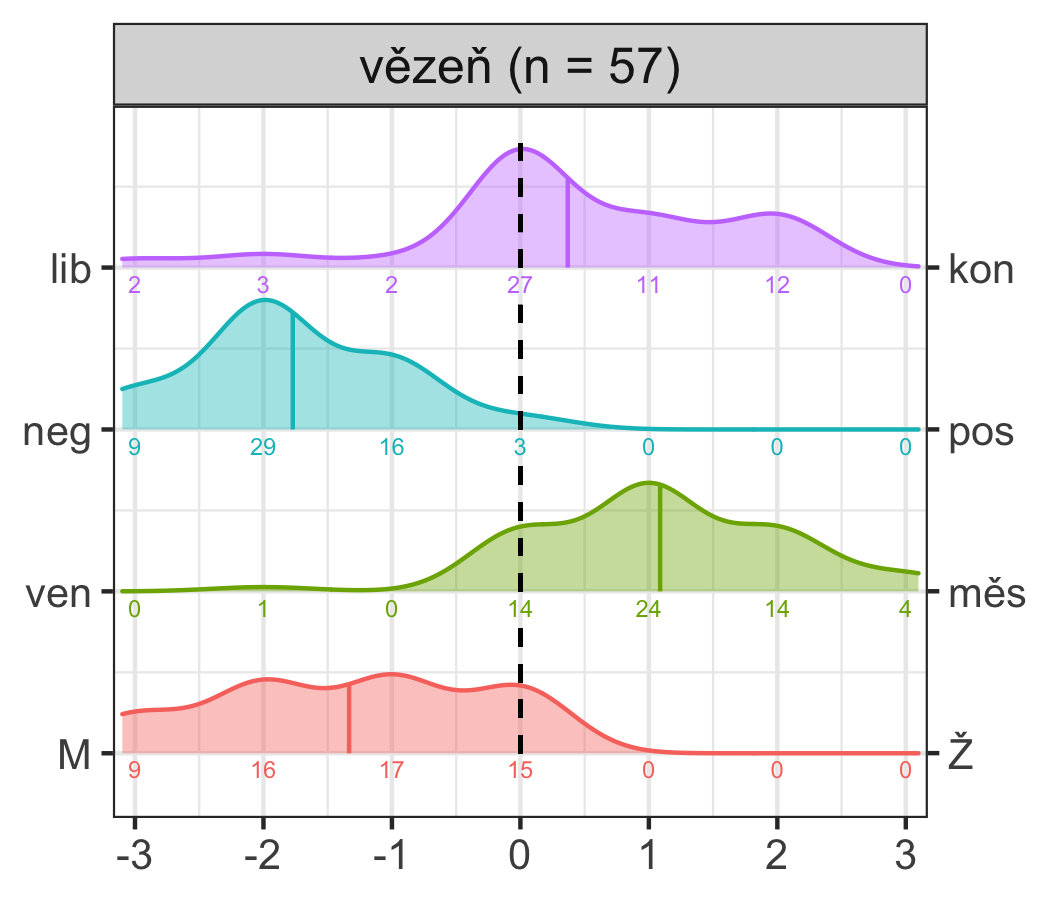 vězeň (n = 57)
lib kon
2 3 2 27 11 12 0
neg pos
9 29 16 3 0 0 0
ven měs
0 1 0 14 24 14 4
M Ž
9 16 17 15 0 0 0
-3 -2 -1 0 1 2 3